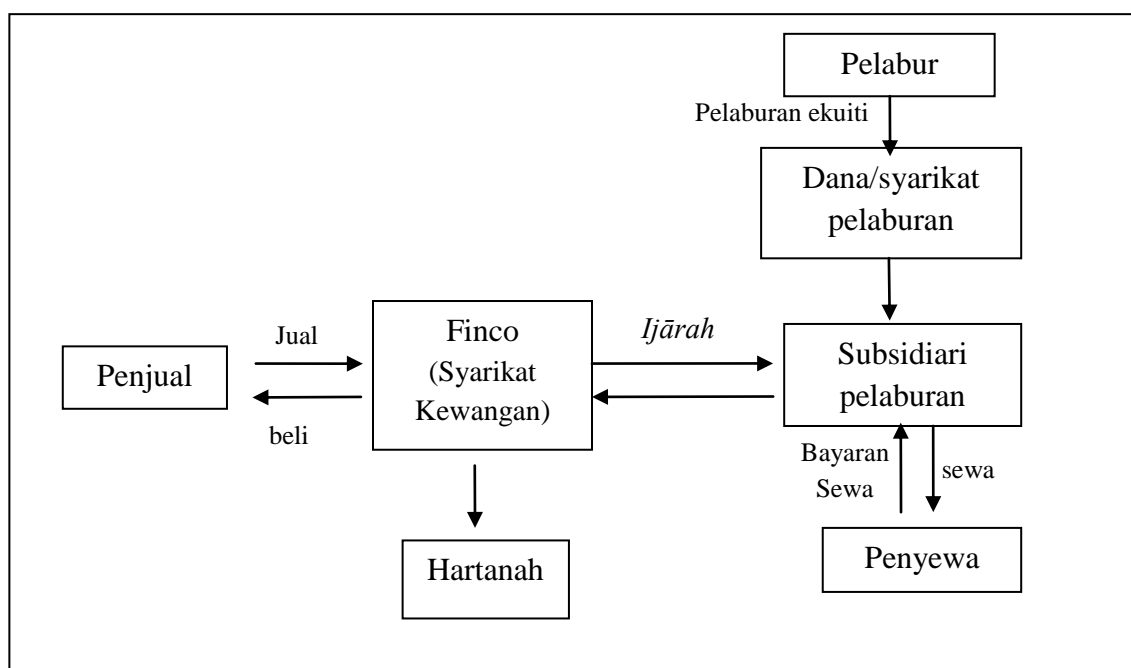 Pelabur
Pelaburan ekuiti
Dana/syarikat
pelaburan
Penjual
Jual
beli
Finco
(Syarikat
Kewangan)
Ijārah
Subsidiari
pelaburan
Bayaran
Sewa
sewa
Hartanah
Penyewa